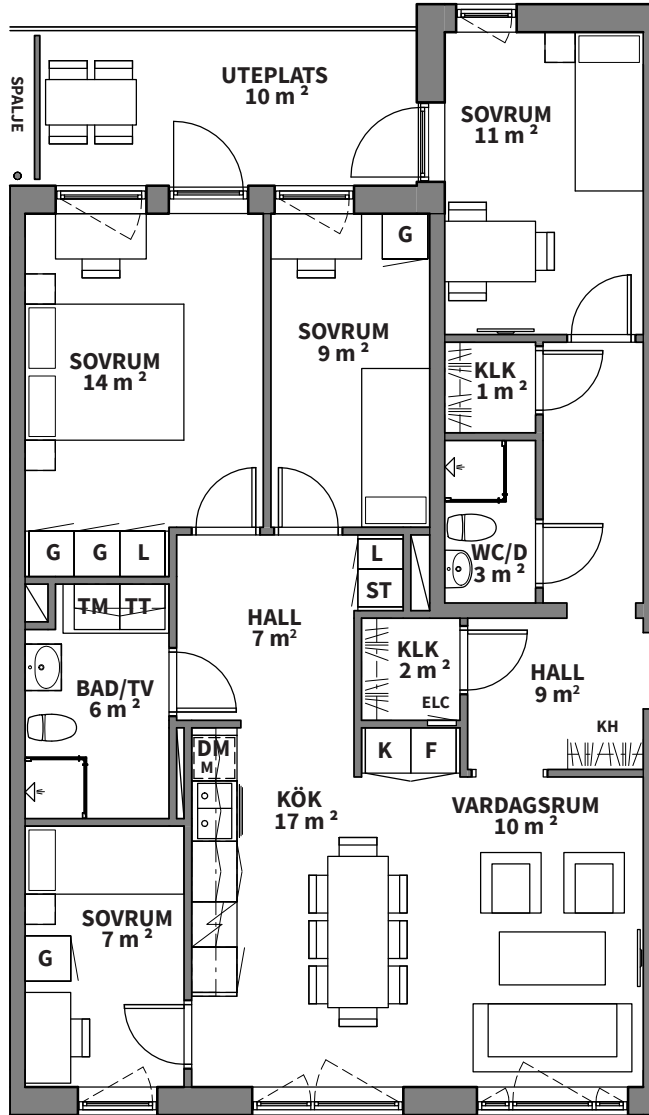 UTEPLATS
10 m²
SPALJE
SOVRUM
11 m²
G
SOVRUM
9 m²
SOVRUM
14 m²
KLK
1 m²
G G L
L
ST
WC/D
3 m²
TM TT
HALL
7 m²
KLK
2 m²
ELC
HALL
9 m²
BAD/TV
6 m²
KH
DM
M
K F
KÖK
17 m²
VARDAGSRUM
10 m²
SOVRUM
7 m²
G